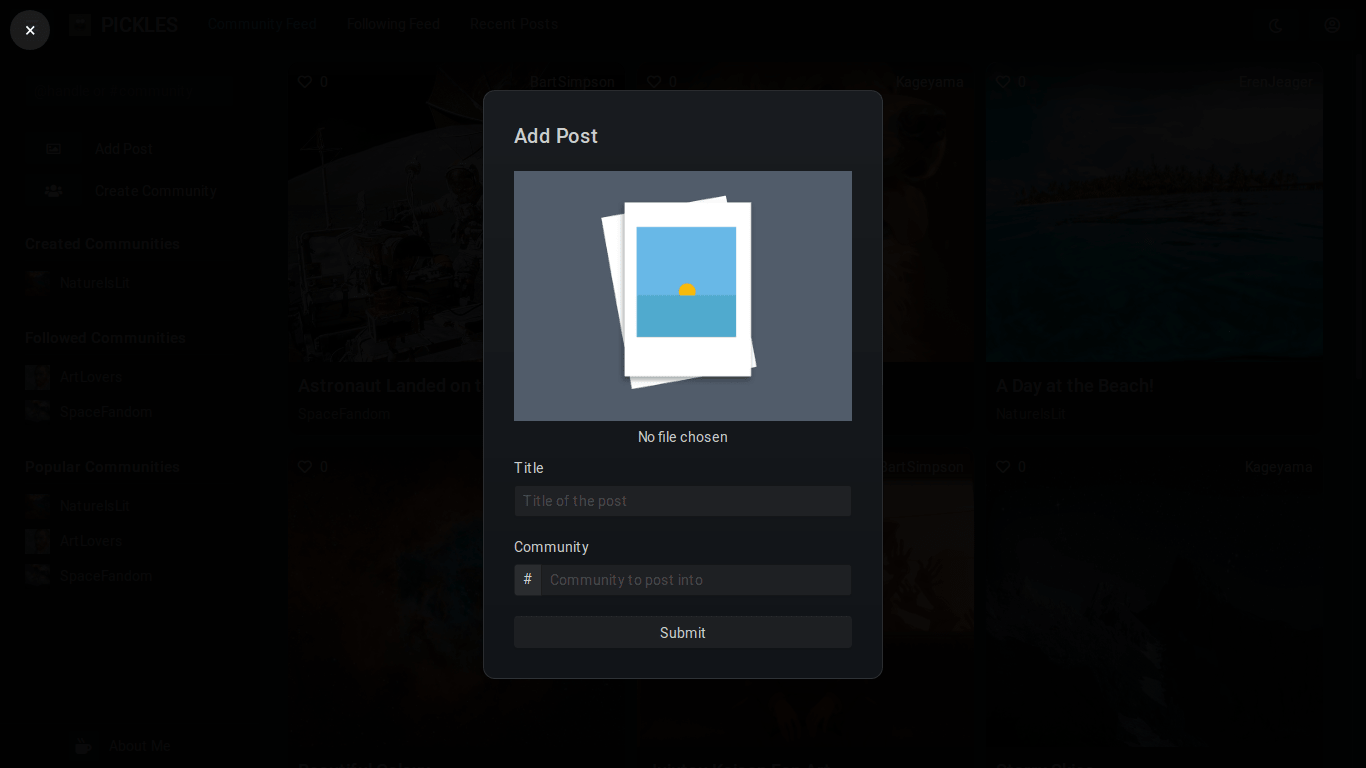 ×
PICKLES
Community Feed
Following Feed
Recent Posts
0
BartSimpson
0
Kageyama
0
ErenJeager
Add Post
Create Community
Created Communities
NatureIsLit
Followed Communities
ArtLovers
SpaceFandom
Popular Communities
NatureIsLit
ArtLovers
SpaceFandom
About Me
Astronaut Landed on t
SpaceFandom
A Day at the Beach!
NatureIsLit
0
BartSimpson
0
Kageyama
Add Post
No file chosen
Title
Title of the post
Community
# Community to post into
Submit